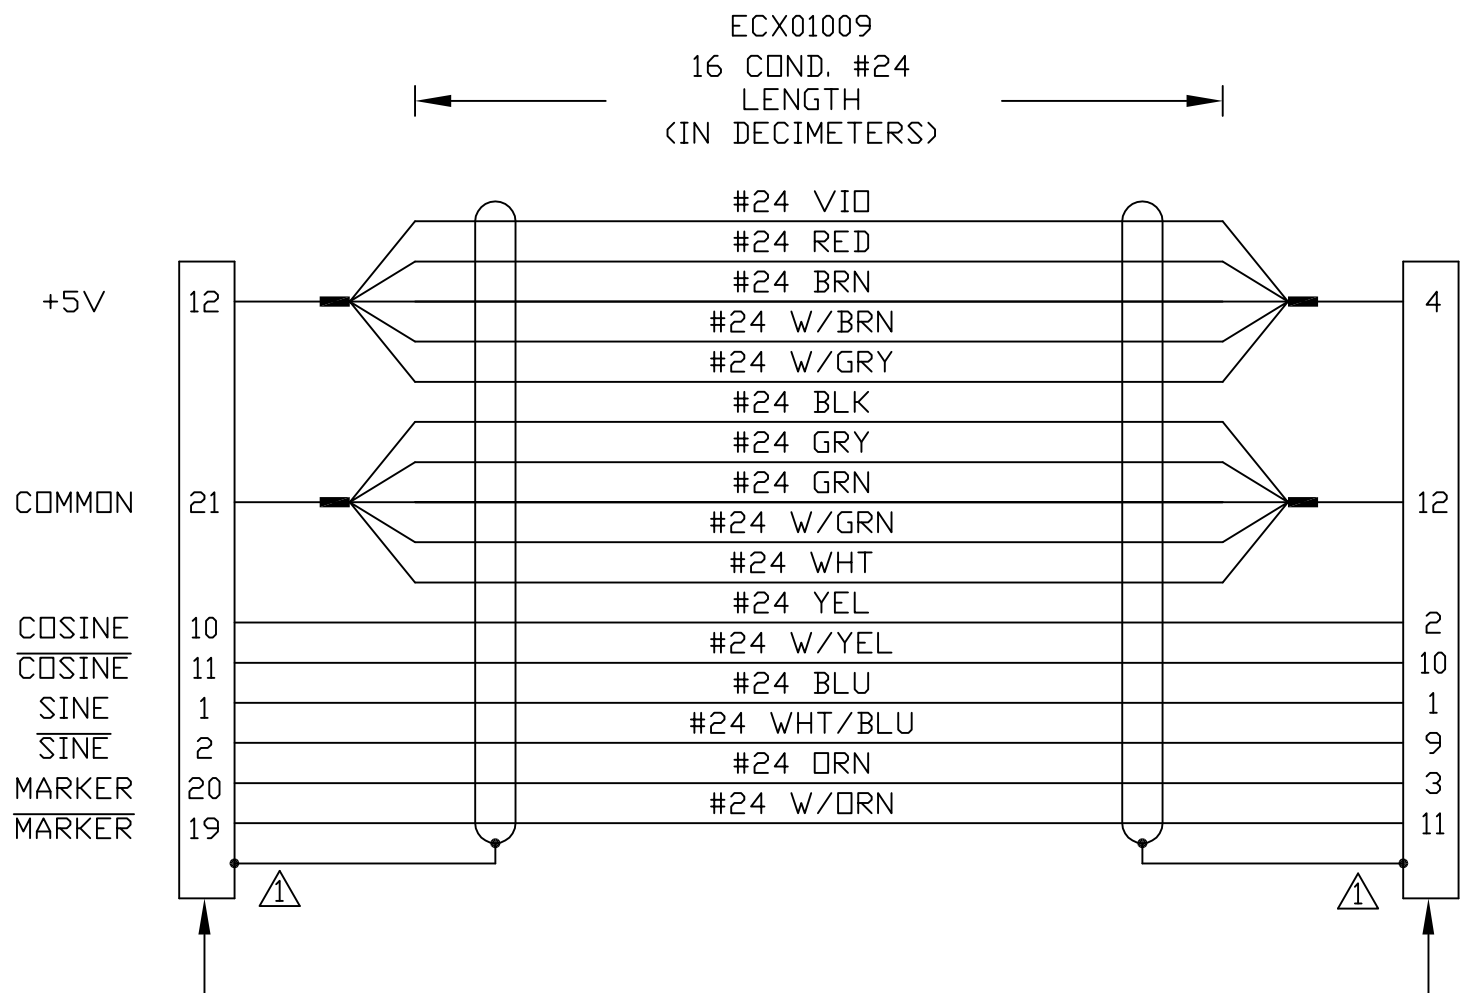 ECX01009
16 COND. #24
LENGTH
(IN DECIMETERS)
#24 VIO
#24 RED
#24 BRN
+5V 12 4
#24 W/BRN
#24 W/GRY
#24 BLK
#24 GRY
#24 GRN
COMMON 21 12
#24 W/GRN
#24 WHT
#24 YEL
COSINE 10 2
#24 W/YEL
COSINE 11 10
#24 BLU
SINE 1 1
#24 WHT/BLU
SINE 2 9
#24 ORN
MARKER 20 3
#24 W/ORN
MARKER 19 11
1 1